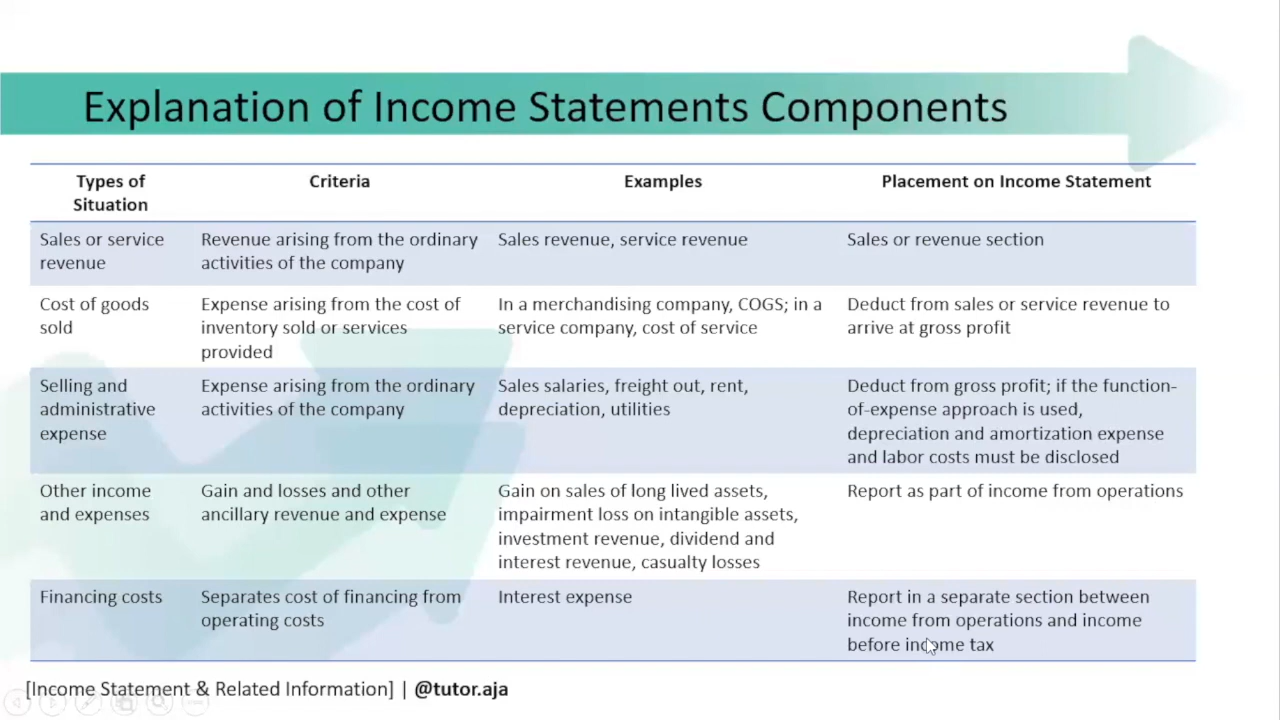 Explanation of Income Statements Components
Types of
Situation
Criteria
Examples
Placement on Income Statement
Sales or service
revenue
Revenue arising from the ordinary
activities of the company
Sales revenue, service revenue
Sales or revenue section
Cost of goods
sold
Expense arising from the cost of
inventory sold or services
provided
In a merchandising company, COGS; in a
service company, cost of service
Deduct from sales or service revenue to
arrive at gross profit
Selling and
administrative
expense
Expense arising from the ordinary
activities of the company
Sales salaries, freight out, rent,
depreciation, utilities
Deduct from gross profit; if the function-
of-expense approach is used,
depreciation and amortization expense
and labor costs must be disclosed
Other income
and expenses
Gain and losses and other
ancillary revenue and expense
Gain on sales of long lived assets,
impairment loss on intangible assets,
investment revenue, dividend and
interest revenue, casualty losses
Report as part of income from operations
Financing costs
Separates cost of financing from
operating costs
Interest expense
Report in a separate section between
income from operations and income
before income tax
[Income Statement & Related Information] | @tutor.aja